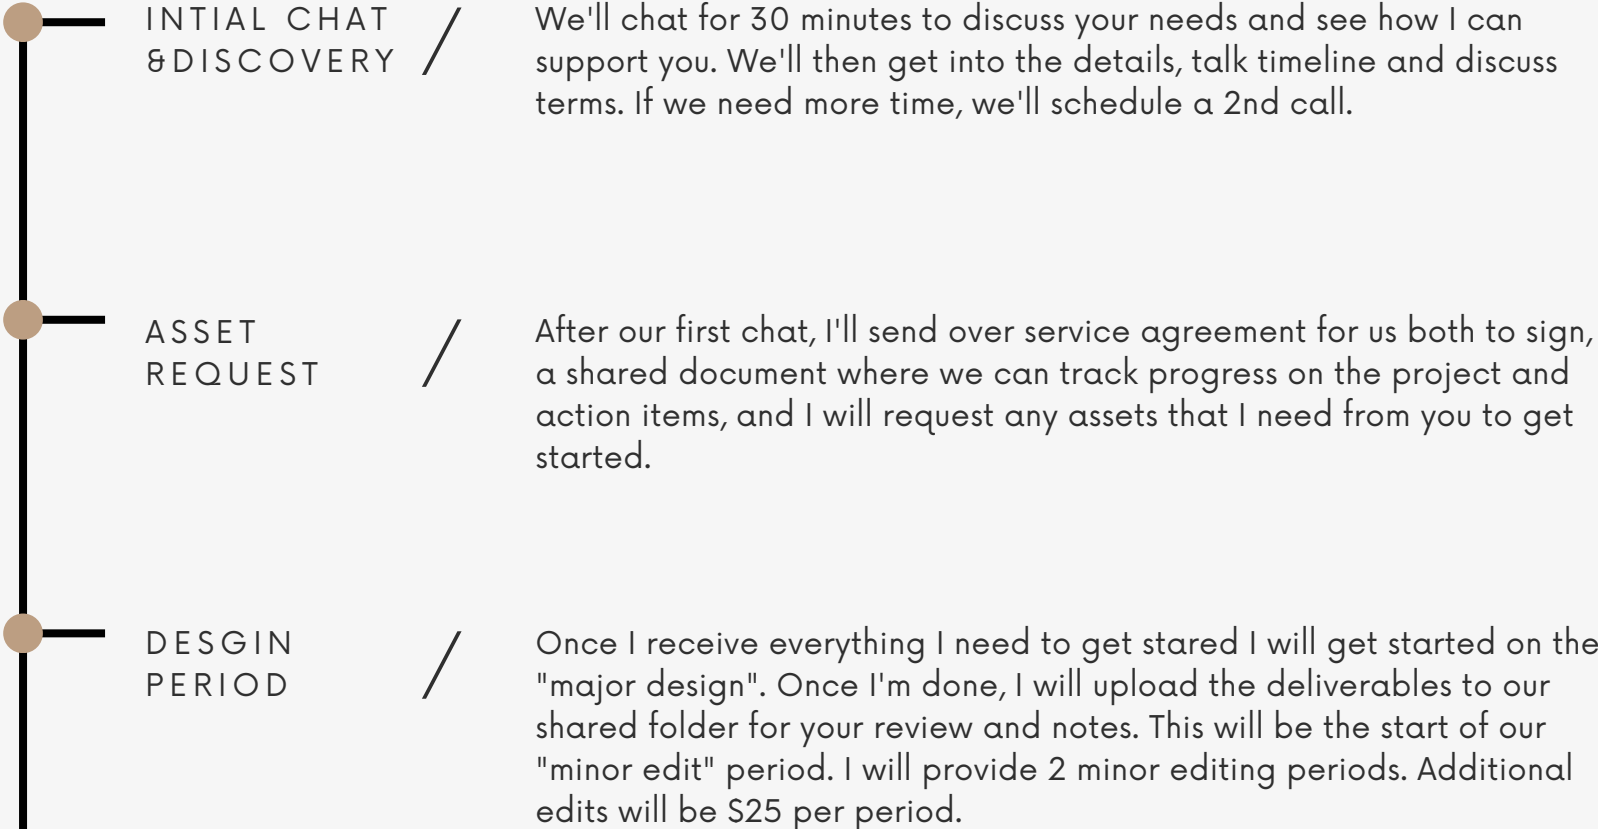 INTIAL CHAT
&DISCOVERY
/
We'll chat for 30 minutes to discuss your needs and see how I can
support you. We'll then get into the details, talk timeline and discuss
terms. If we need more time, we'll schedule a 2nd call.
ASSET
REQUEST
/
After our first chat, I'll send over service agreement for us both to sign,
a shared document where we can track progress on the project and
action items, and I will request any assets that I need from you to get
started.
DESGIN
PERIOD
/
Once I receive everything I need to get stared I will get started on the
"major design". Once I'm done, I will upload the deliverables to our
shared folder for your review and notes. This will be the start of our
"minor edit" period. I will provide 2 minor editing periods. Additional
edits will be $25 per period.